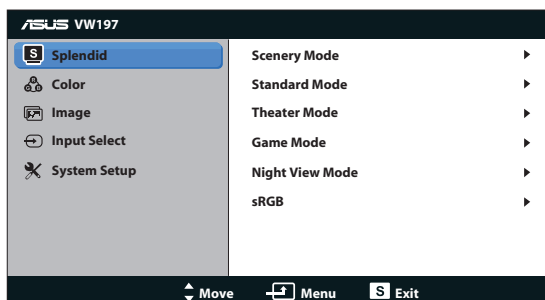 ASUS VW197
S Splendid
Color
Image
Input Select
System Setup
Scenery Mode
Standard Mode
Theater Mode
Game Mode
Night View Mode
sRGB
Move Menu S Exit